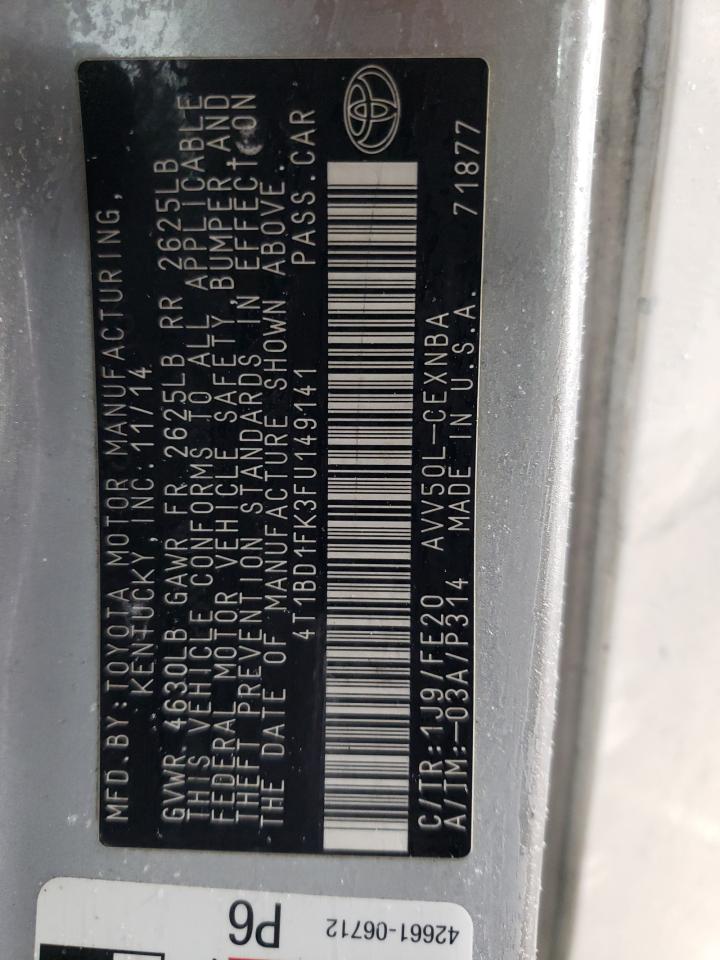 MFD.BY:TOYOTA MOTOR MANUFACTURING,
KENTUCKY,INC. 11/14
GVWR. 4630LB GAWR FR 2625LB RR 2625LB
THIS VEHICLE CONFORMS TO ALL APPLICABLE
FEDERAL MOTOR VEHICLE SAFETY,BUMPER AND
THEFT PREVENTION STANDARDS IN EFFECT ON
THE DATE OF MANUFACTURE SHOWN ABOVE.
4T1BD1FK3FU149141 PASS.CAR
C/TR:1J9/FE20 AVV50L-CEXNBA
A/TM:-03A/P314 MADE IN U.S.A. 71877
P6
42661-06712